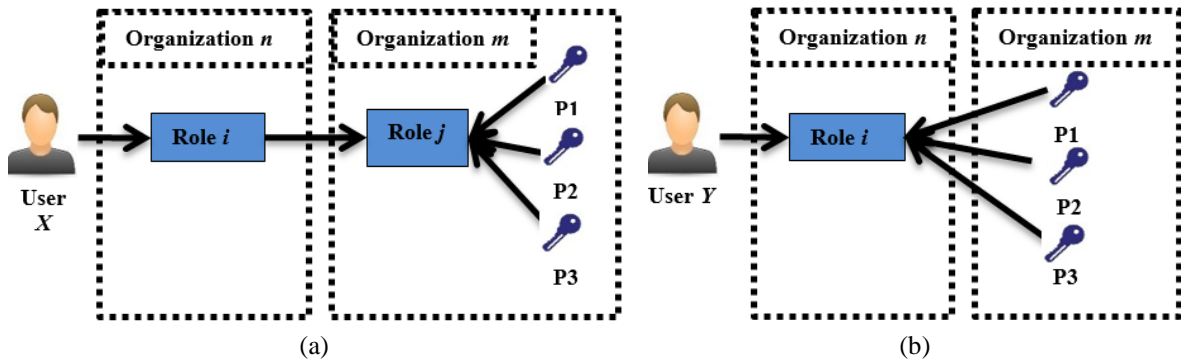 Organization n
Organization m
Role i
Role j
P1
P2
P3
User
X
(a)
Organization n
Organization m
Role i
P1
P2
P3
User Y
(b)